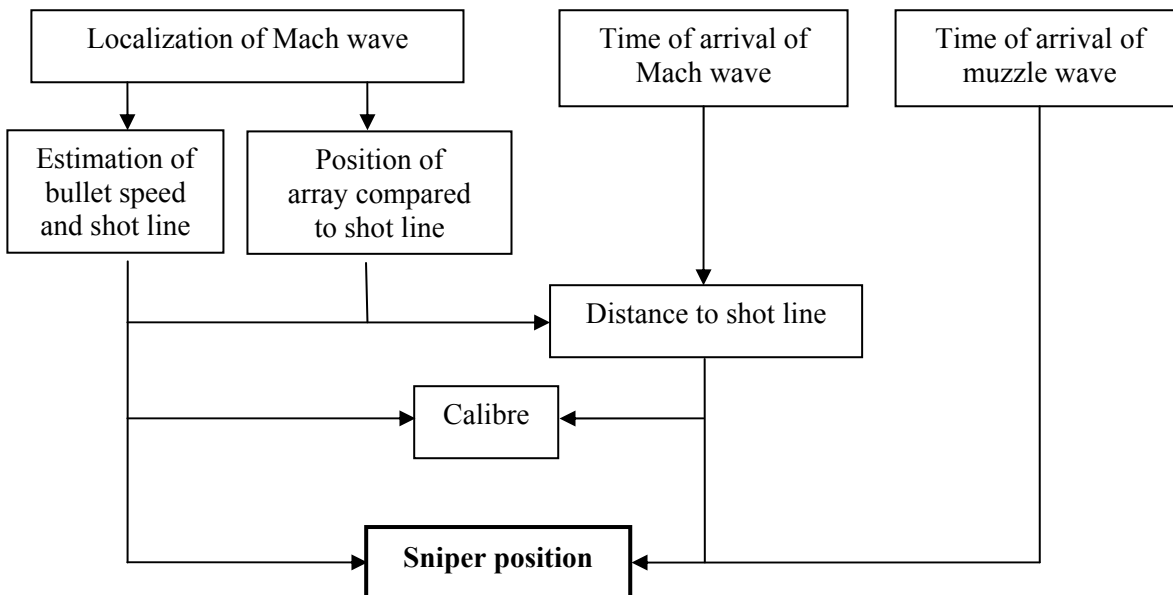 Localization of Mach wave
Time of arrival of
Mach wave
Time of arrival of
muzzle wave
Estimation of
bullet speed
and shot line
Position of
array compared
to shot line
Distance to shot line
Calibre
Sniper position